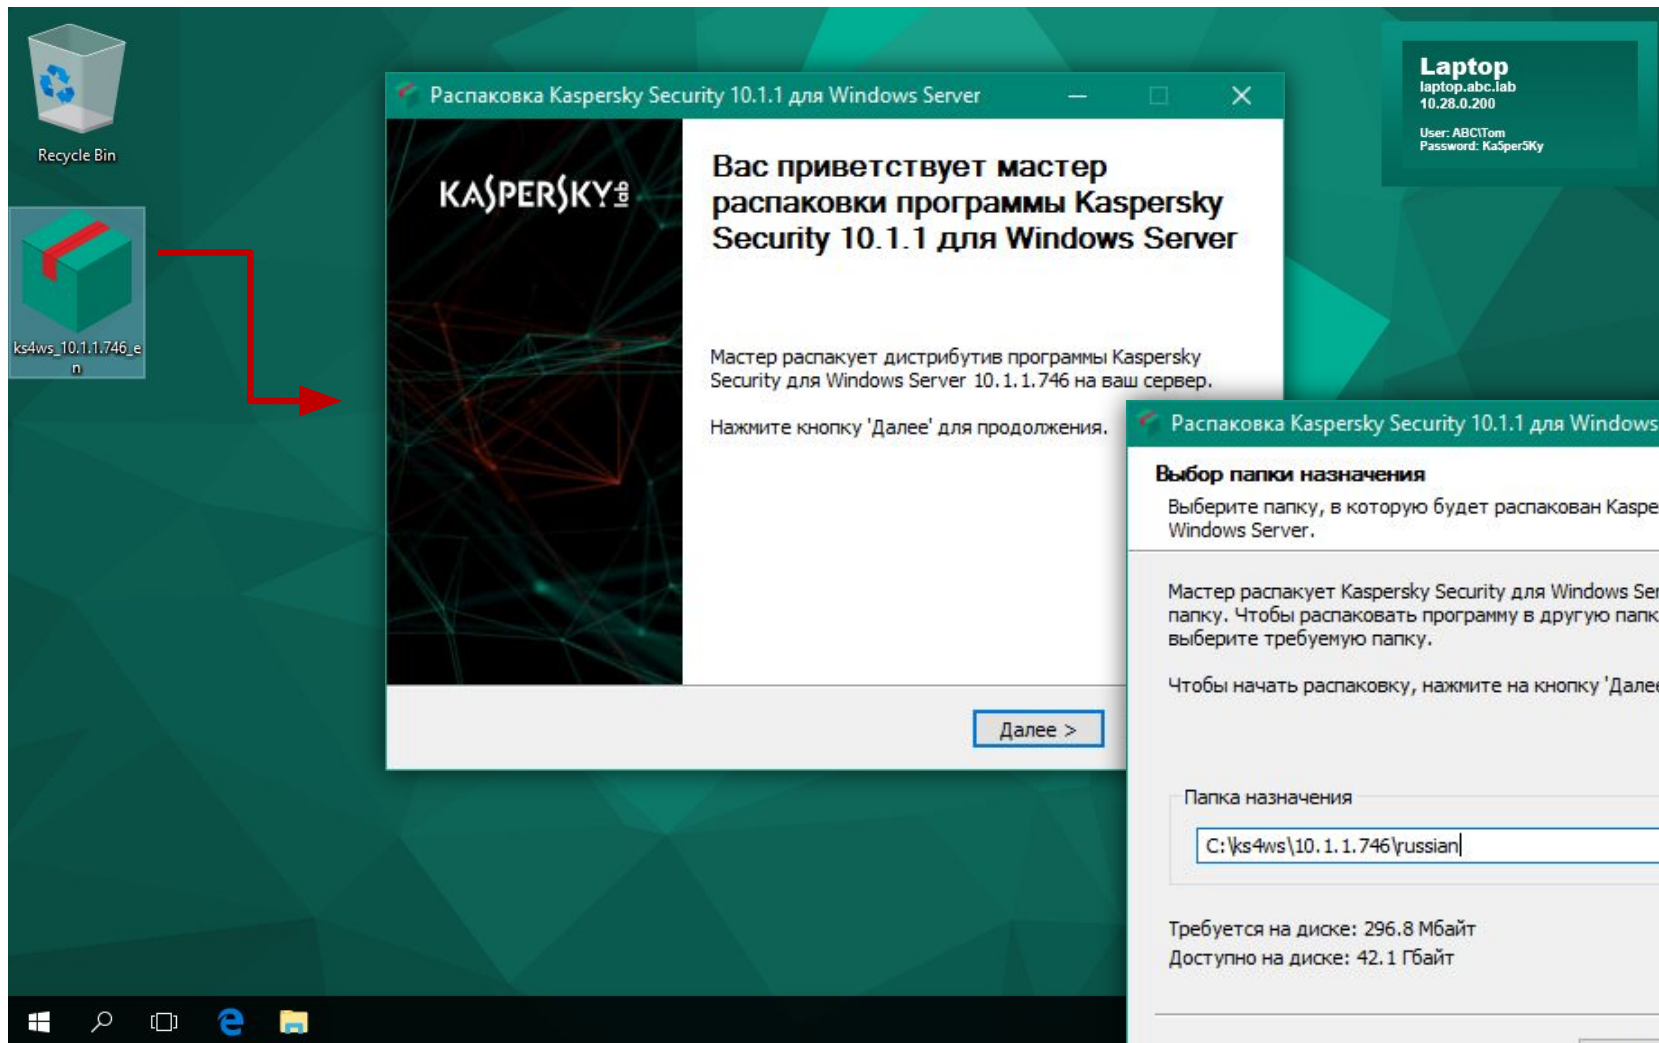 Recycle Bin
ks4ws_10.1.1.746_e
n
Распаковка Kaspersky Security 10.1.1 для Windows Server
KASPERSKY lab
Вас приветствует мастер
распаковки программы Kaspersky
Security 10.1.1 для Windows Server
Мастер распакует дистрибутив программы Kaspersky
Security для Windows Server 10.1.1.746 на ваш сервер.
Нажмите кнопку 'Далее' для продолжения.
Далее >
Laptop
laptop.abc.lab
10.28.0.200
User: ABC\Tom
Password: Ka5per5Ky
Распаковка Kaspersky Security 10.1.1 для Windows
Выбор папки назначения
Выберите папку, в которую будет распакован Kaspe
Windows Server.
Мастер распакует Kaspersky Security для Windows Ser
папку. Чтобы распаковать программу в другую папк
выберите требуемую папку.
Чтобы начать распаковку, нажмите на кнопку 'Далее
Папка назначения
C:\ks4ws\10.1.1.746\russian
Требуется на диске: 296.8 Мбайт
Доступно на диске: 42.1 Гбайт